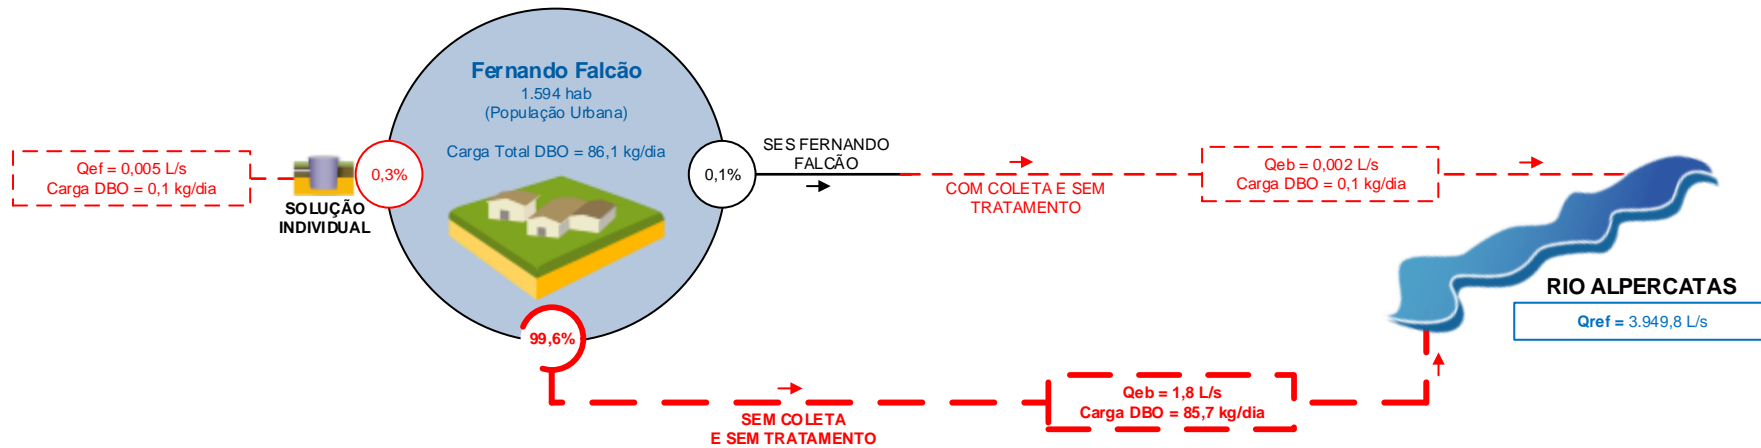 Fernando Falcão
1.594 hab
(População Urbana)
Carga Total DBO = 86,1 kg/dia
Qef = 0,005 L/s
Carga DBO = 0,1 kg/dia
0,3%
SOLUÇÃO
INDIVIDUAL
0,1%
SES FERNANDO
FALCÃO
COM COLETA E SEM
TRATAMENTO
Qeb = 0,002 L/s
Carga DBO = 0,1 kg/dia
RIO ALPERCATAS
Qref = 3.949,8 L/s
99,6%
SEM COLETA
E SEM TRATAMENTO
Qeb = 1,8 L/s
Carga DBO = 85,7 kg/dia